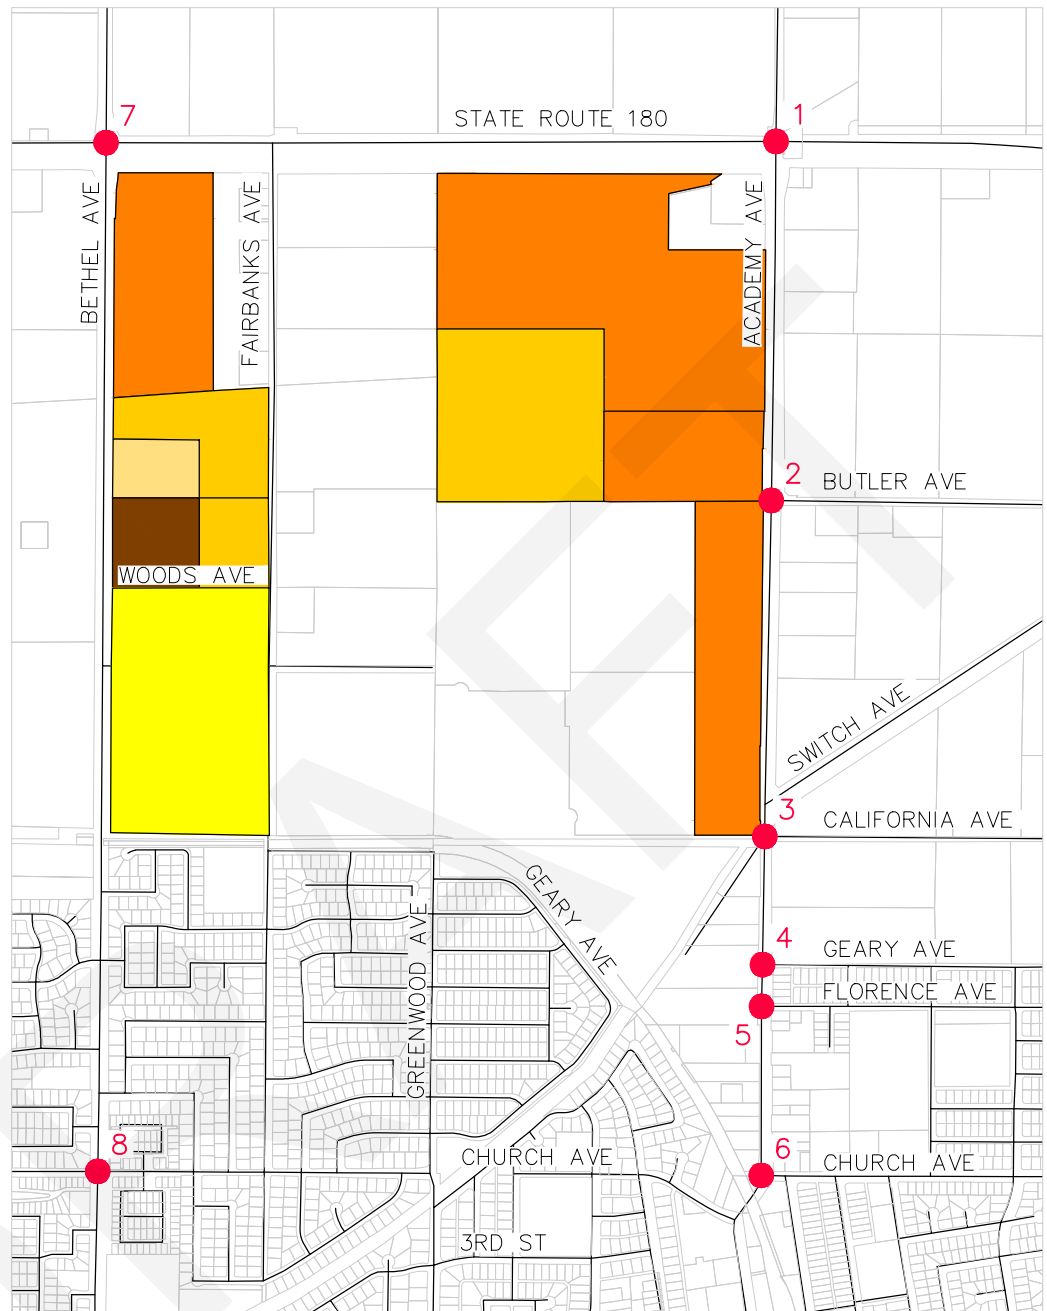 7
STATE ROUTE 180
1
BETHEL AVE
FAIRBANKS AVE
ACADEMY AVE
2
BUTLER AVE
WOODS AVE
SWITCH AVE
3
CALIFORNIA AVE
GEARY AVE
GREENWOOD AVE
4
GEARY AVE
FLORENCE AVE
5
8
CHURCH AVE
6
CHURCH AVE
3RD ST
DRAFT